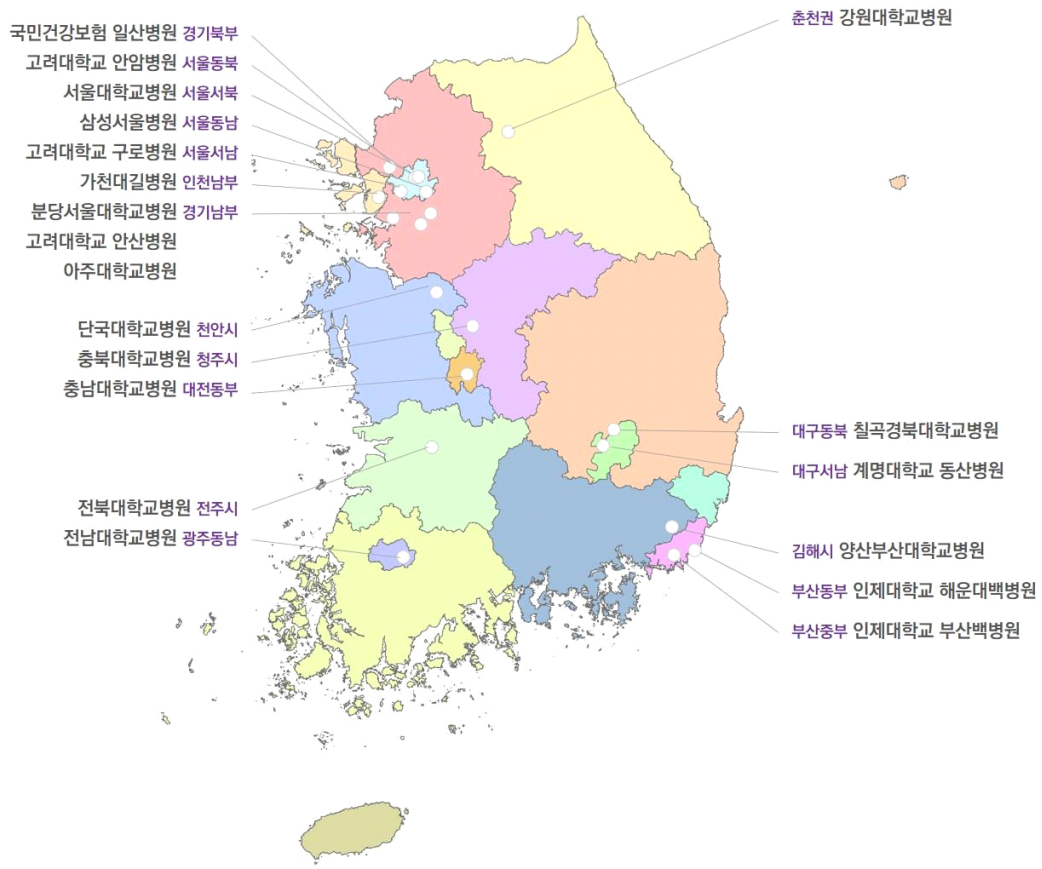 국민건강보험 일산병원 경기북부
고려대학교 안암병원 서울동북
서울대학교병원 서울서북
삼성서울병원 서울동남
고려대학교 구로병원 서울서남
가천대길병원 인천남부
분당서울대학교병원 경기남부
고려대학교 안산병원
아주대학교병원
단국대학교병원 천안시
충북대학교병원 청주시
충남대학교병원 대전동부
전북대학교병원 전주시
전남대학교병원 광주동남
춘천권 강원대학교병원
대구동북 칠곡경북대학교병원
대구서남 계명대학교 동산병원
김해시 양산부산대학교병원
부산동부 인제대학교 해운대백병원
부산중부 인제대학교 부산백병원